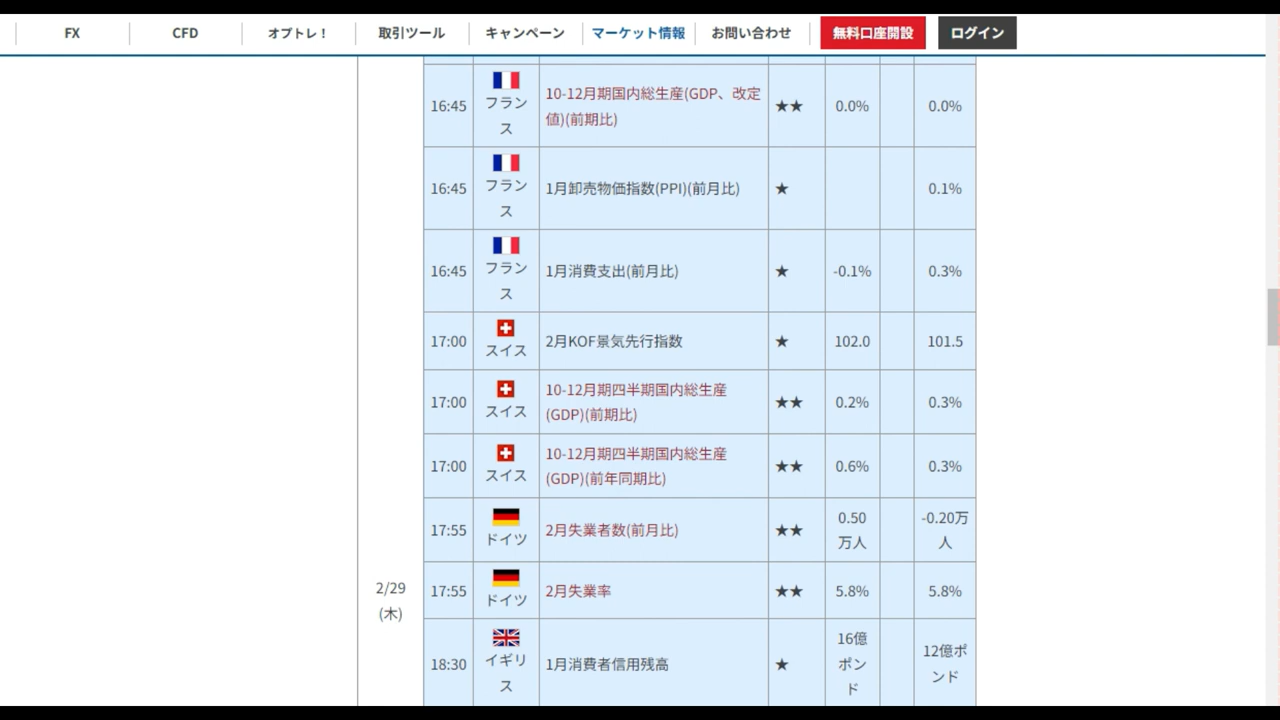 FX
CFD
オプトレ！
取引ツール
キャンペーン
マーケット情報
お問い合わせ
無料口座開設
ログイン
16:45
フラン
ス
10-12月期国内総生産(GDP、改定
値)(前期比)
★★
0.0%
0.0%
16:45
フラン
ス
1月卸売物価指数(PPI)(前月比)
★
0.1%
16:45
フラン
ス
1月消費支出(前月比)
★
-0.1%
0.3%
17:00
スイス
2月KOF景気先行指数
★
102.0
101.5
17:00
スイス
10-12月期四半期国内総生産
(GDP)(前期比)
★★
0.2%
0.3%
17:00
スイス
10-12月期四半期国内総生産
(GDP)(前年同期比)
★★
0.6%
0.3%
17:55
ドイツ
2月失業者数(前月比)
★★
0.50
万人
-0.20万
人
2/29
(木)
17:55
ドイツ
2月失業率
★★
5.8%
5.8%
18:30
イギリ
ス
1月消費者信用残高
★
16億
ポン
ド
12億ポ
ンド